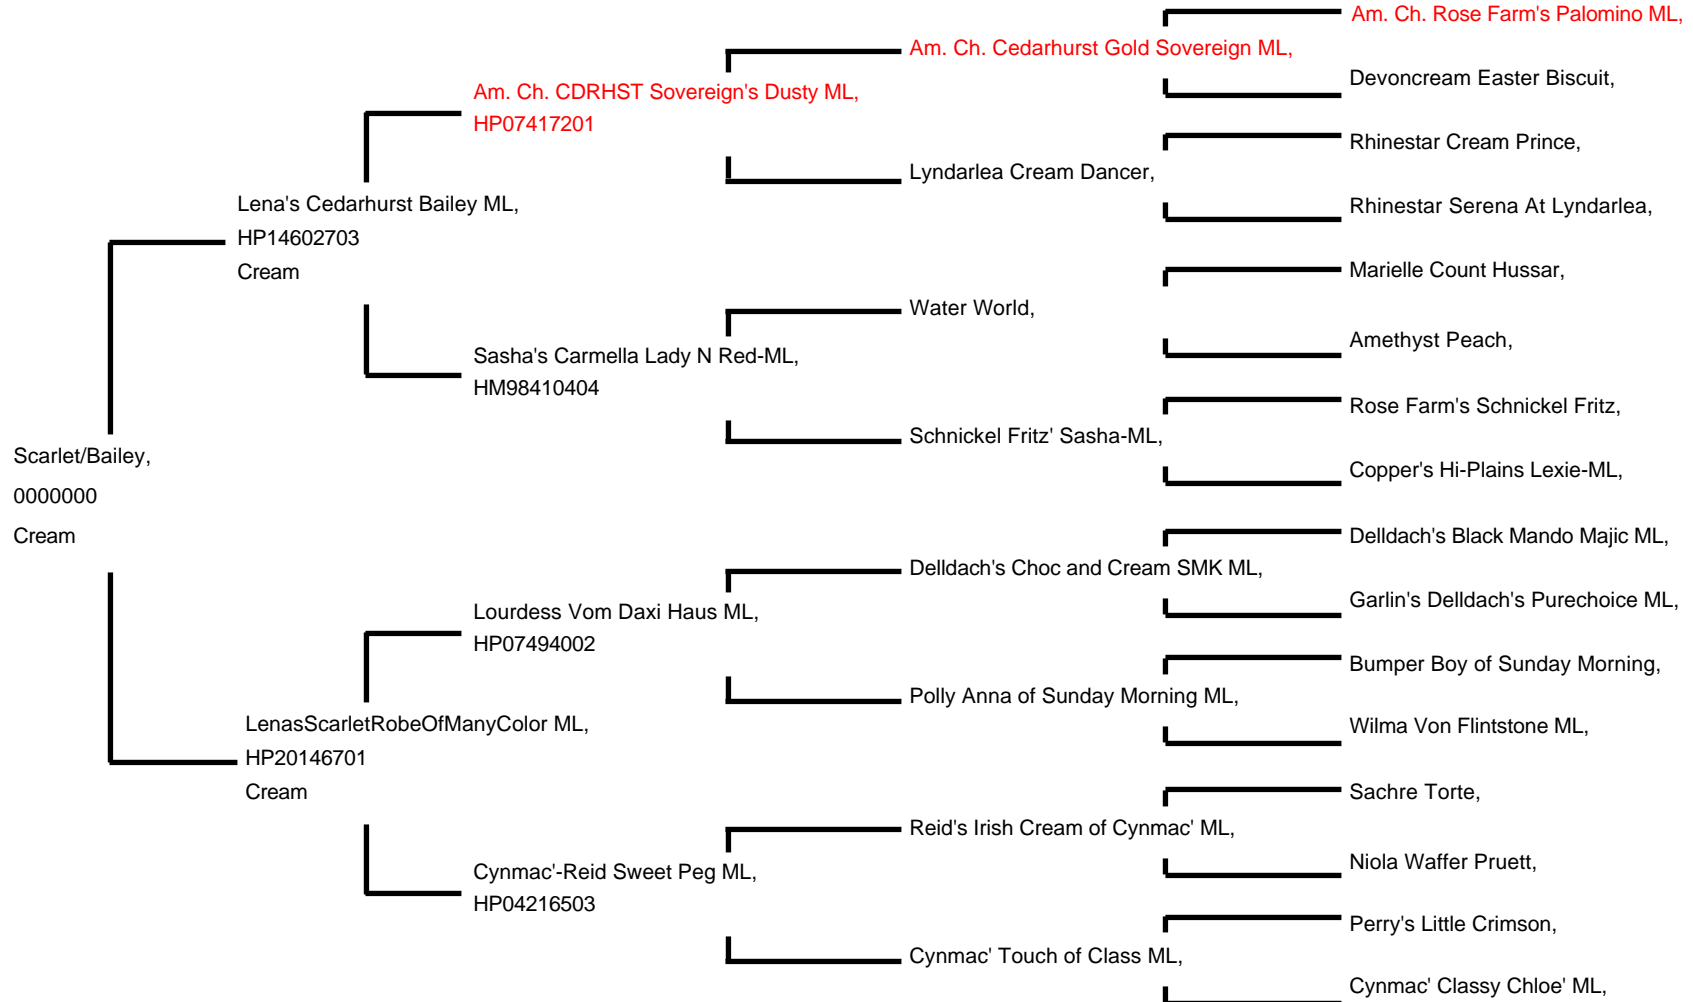 Am. Ch. Rose Farm's Palomino ML,
Am. Ch. Cedarhurst Gold Sovereign ML,
Devoncream Easter Biscuit,
Am. Ch. CDRHST Sovereign's Dusty ML,
HP07417201
Rhinestar Cream Prince,
Lyndarlea Cream Dancer,
Rhinestar Serena At Lyndarlea,
Lena's Cedarhurst Bailey ML,
HP14602703
Cream
Marielle Count Hussar,
Water World,
Amethyst Peach,
Sasha's Carmella Lady N Red-ML,
HM98410404
Rose Farm's Schnickel Fritz,
Schnickel Fritz' Sasha-ML,
Copper's Hi-Plains Lexie-ML,
Scarlet/Bailey,
0000000
Cream
Delldach's Black Mando Majic ML,
Delldach's Choc and Cream SMK ML,
Garlin's Delldach's Purechoice ML,
Lourdess Vom Daxi Haus ML,
HP07494002
Bumper Boy of Sunday Morning,
Polly Anna of Sunday Morning ML,
Wilma Von Flintstone ML,
LenasScarletRobeOfManyColor ML,
HP20146701
Cream
Sachre Torte,
Reid's Irish Cream of Cynmac' ML,
Niola Waffer Pruett,
Cynmac'-Reid Sweet Peg ML,
HP04216503
Perry's Little Crimson,
Cynmac' Touch of Class ML,
Cynmac' Classy Chloe' ML,